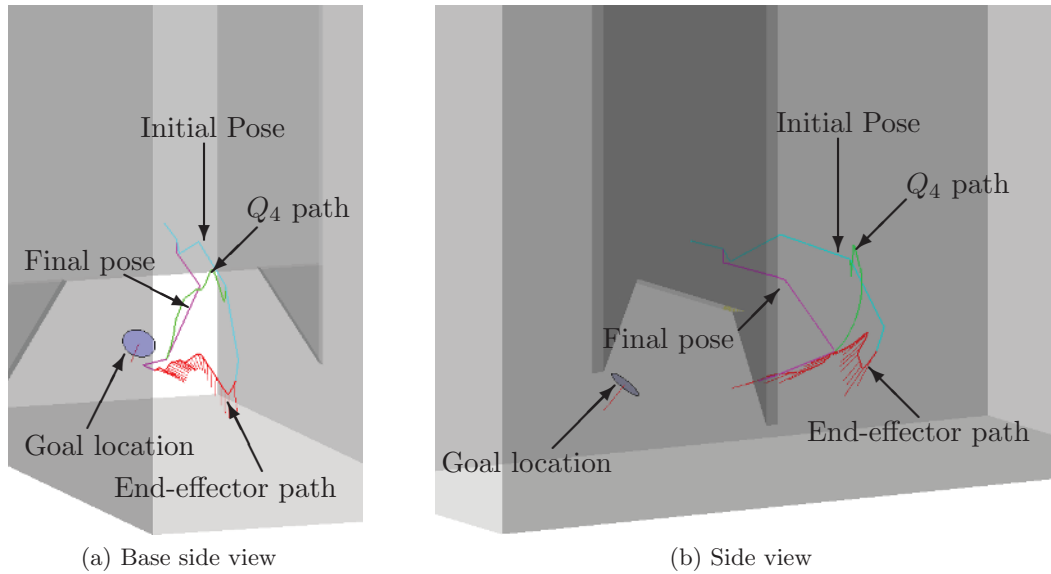 Initial Pose
Q₄ path
Final pose
Goal location
End-effector path
(a) Base side view
Initial Pose
Q₄ path
Final pose
Goal location
End-effector path
(b) Side view